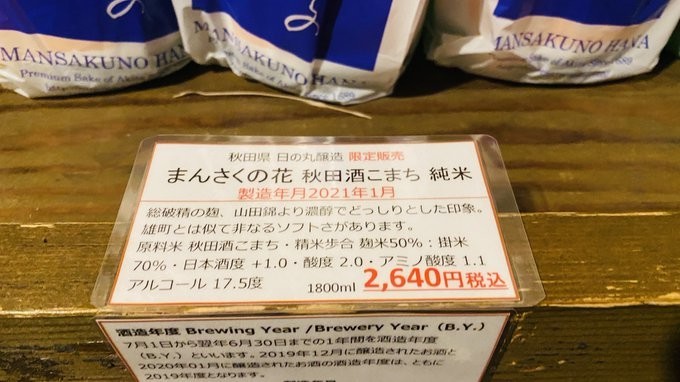 MANSAKUNO HANA
Premium Sake of Akita
MANSAKUNO HANA
Premium Sake of Akita
MANSAKUNO HANA
秋田県 日の丸醸造 限定販売
まんさくの花 秋田酒こまち 純米
製造年月2021年1月
総破精の麹、山田錦より濃醇でどっしりとした印象。
雄町とは似て非なるソフトさがあります。
原料米 秋田酒こまち・精米歩合 麹米50%:掛米
70%・日本酒度 +1.0・酸度 2.0・アミノ酸度 1.1
アルコール 17.5度 1800ml 2,640円税込
酒造年度 Brewing Year /Brewery Year (B.Y.)
7月1日から翌年6月30日までの1年間を酒造年度
(B.Y.) といいます。2019年12月に醸造されたお酒と
2020年01月に醸造されたお酒の酒造年度は、ともに
2019年度となります。